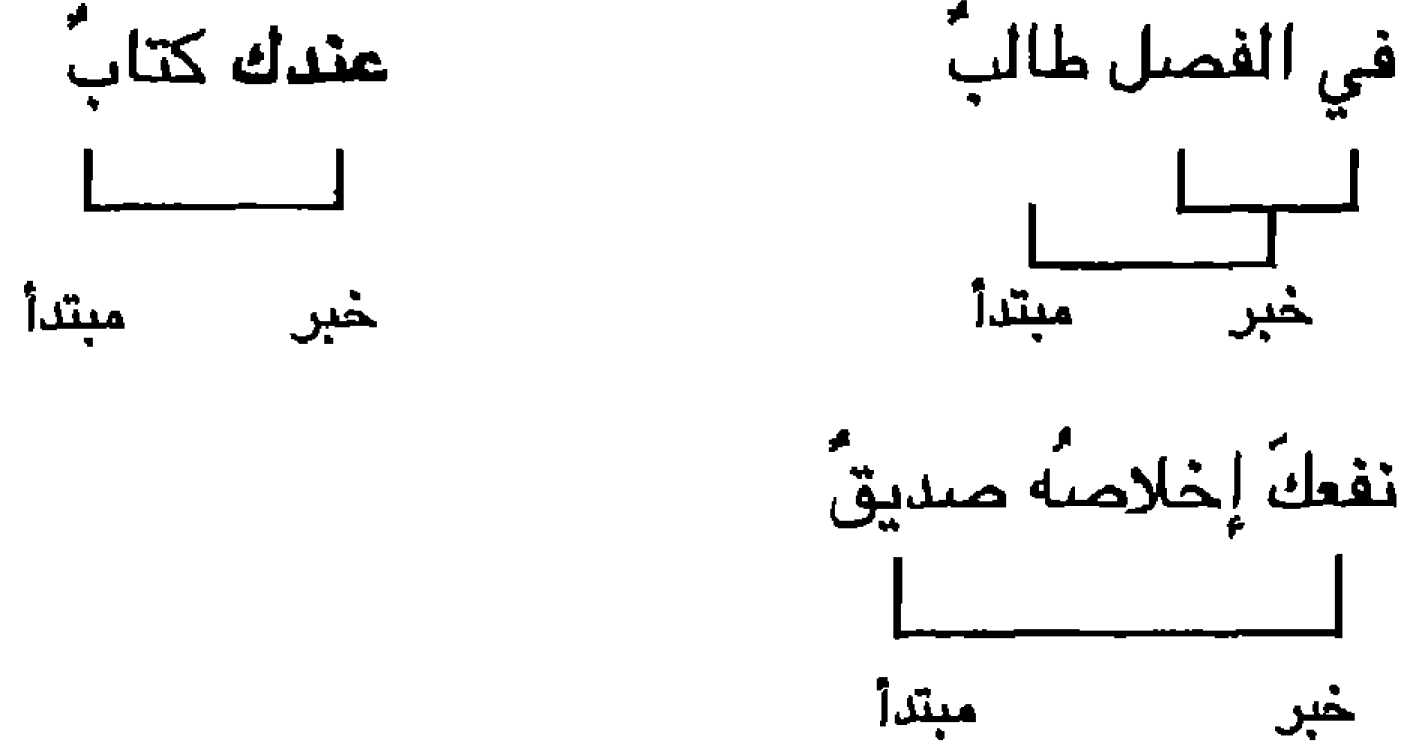 في الفصل طالبٌ
عندك كتابٌ
خبر مبتدأ
خبر مبتدأ
نفعكَ إخلاصُه صديقٌ
خبر مبتدأ